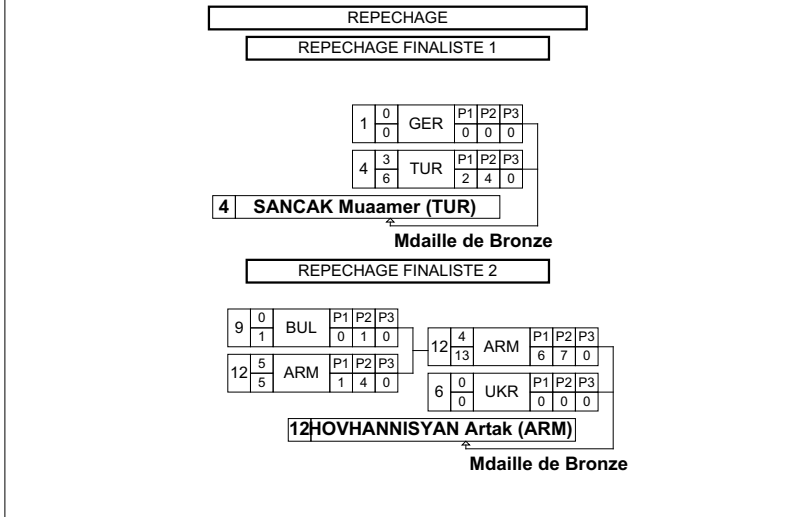 REPECHAGE
REPECHAGE FINALISTE 1
1 0 GER P1 P2 P3
0 0 0 0
4 3 TUR P1 P2 P3
6 2 4 0
4 SANCAK Muaamer (TUR)
Mdaille de Bronze
REPECHAGE FINALISTE 2
9 0 BUL P1 P2 P3
1 0 1 0
12 4 ARM P1 P2 P3
13 6 7 0
12 5 ARM P1 P2 P3
5 1 4 0
6 0 UKR P1 P2 P3
0 0 0 0
12 HOVHANNISYAN Artak (ARM)
Mdaille de Bronze